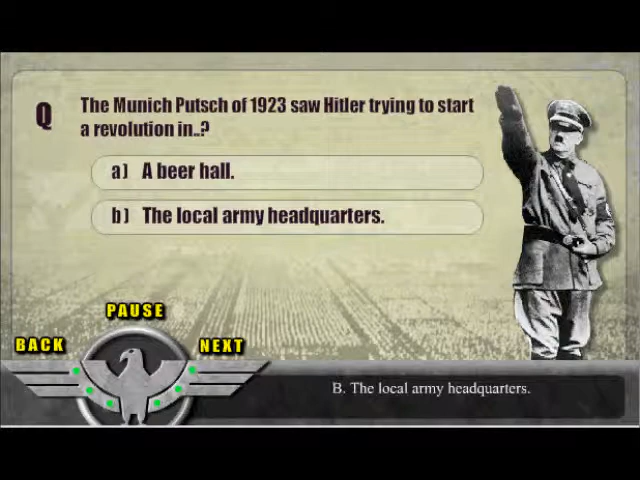 Q
The Munich Putsch of 1923 saw Hitler trying to start
a revolution in..?
a) A beer hall.
b) The local army headquarters.
PAUSE
BACK
NEXT
B. The local army headquarters.